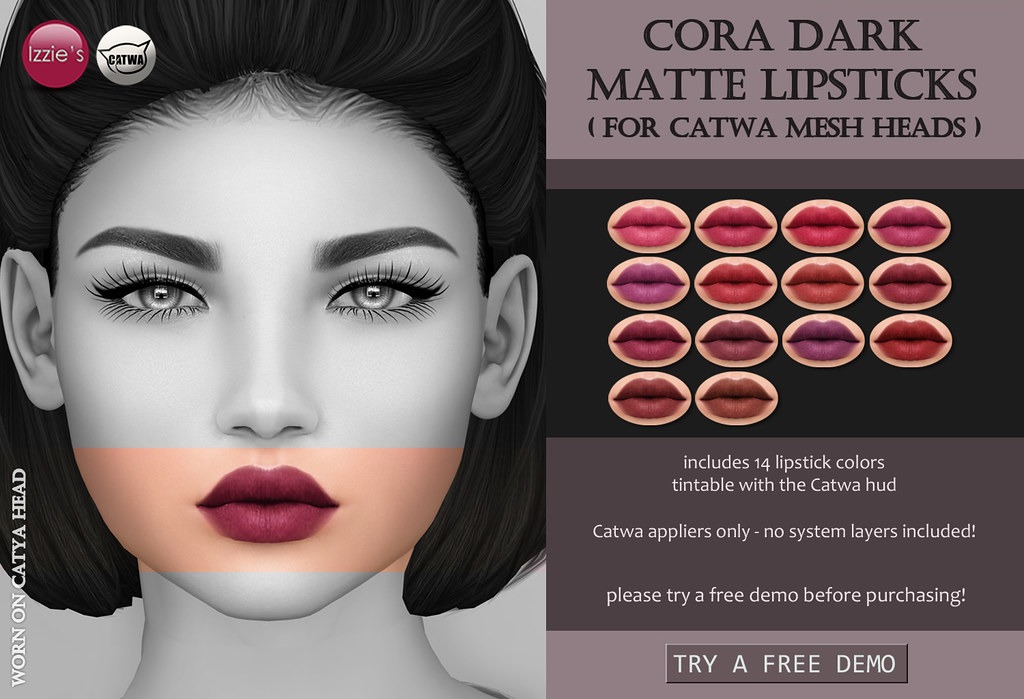 Izzie's
CATWA
WORN ON CATYA HEAD
CORA DARK
MATTE LIPSTICKS
( FOR CATWA MESH HEADS )
includes 14 lipstick colors
tintable with the Catwa hud
Catwa appliers only - no system layers included!
please try a free demo before purchasing!
TRY A FREE DEMO